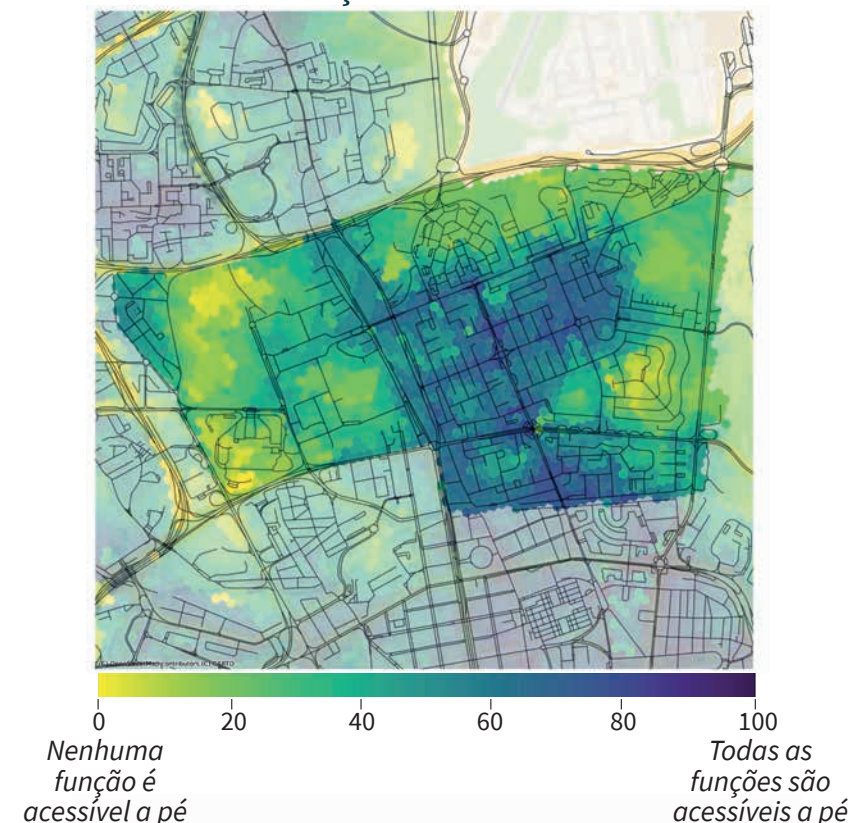 0 20 40 60 80 100
Nenhuma
função é
acessível a pé
Todas as
funções são
acessíveis a pé